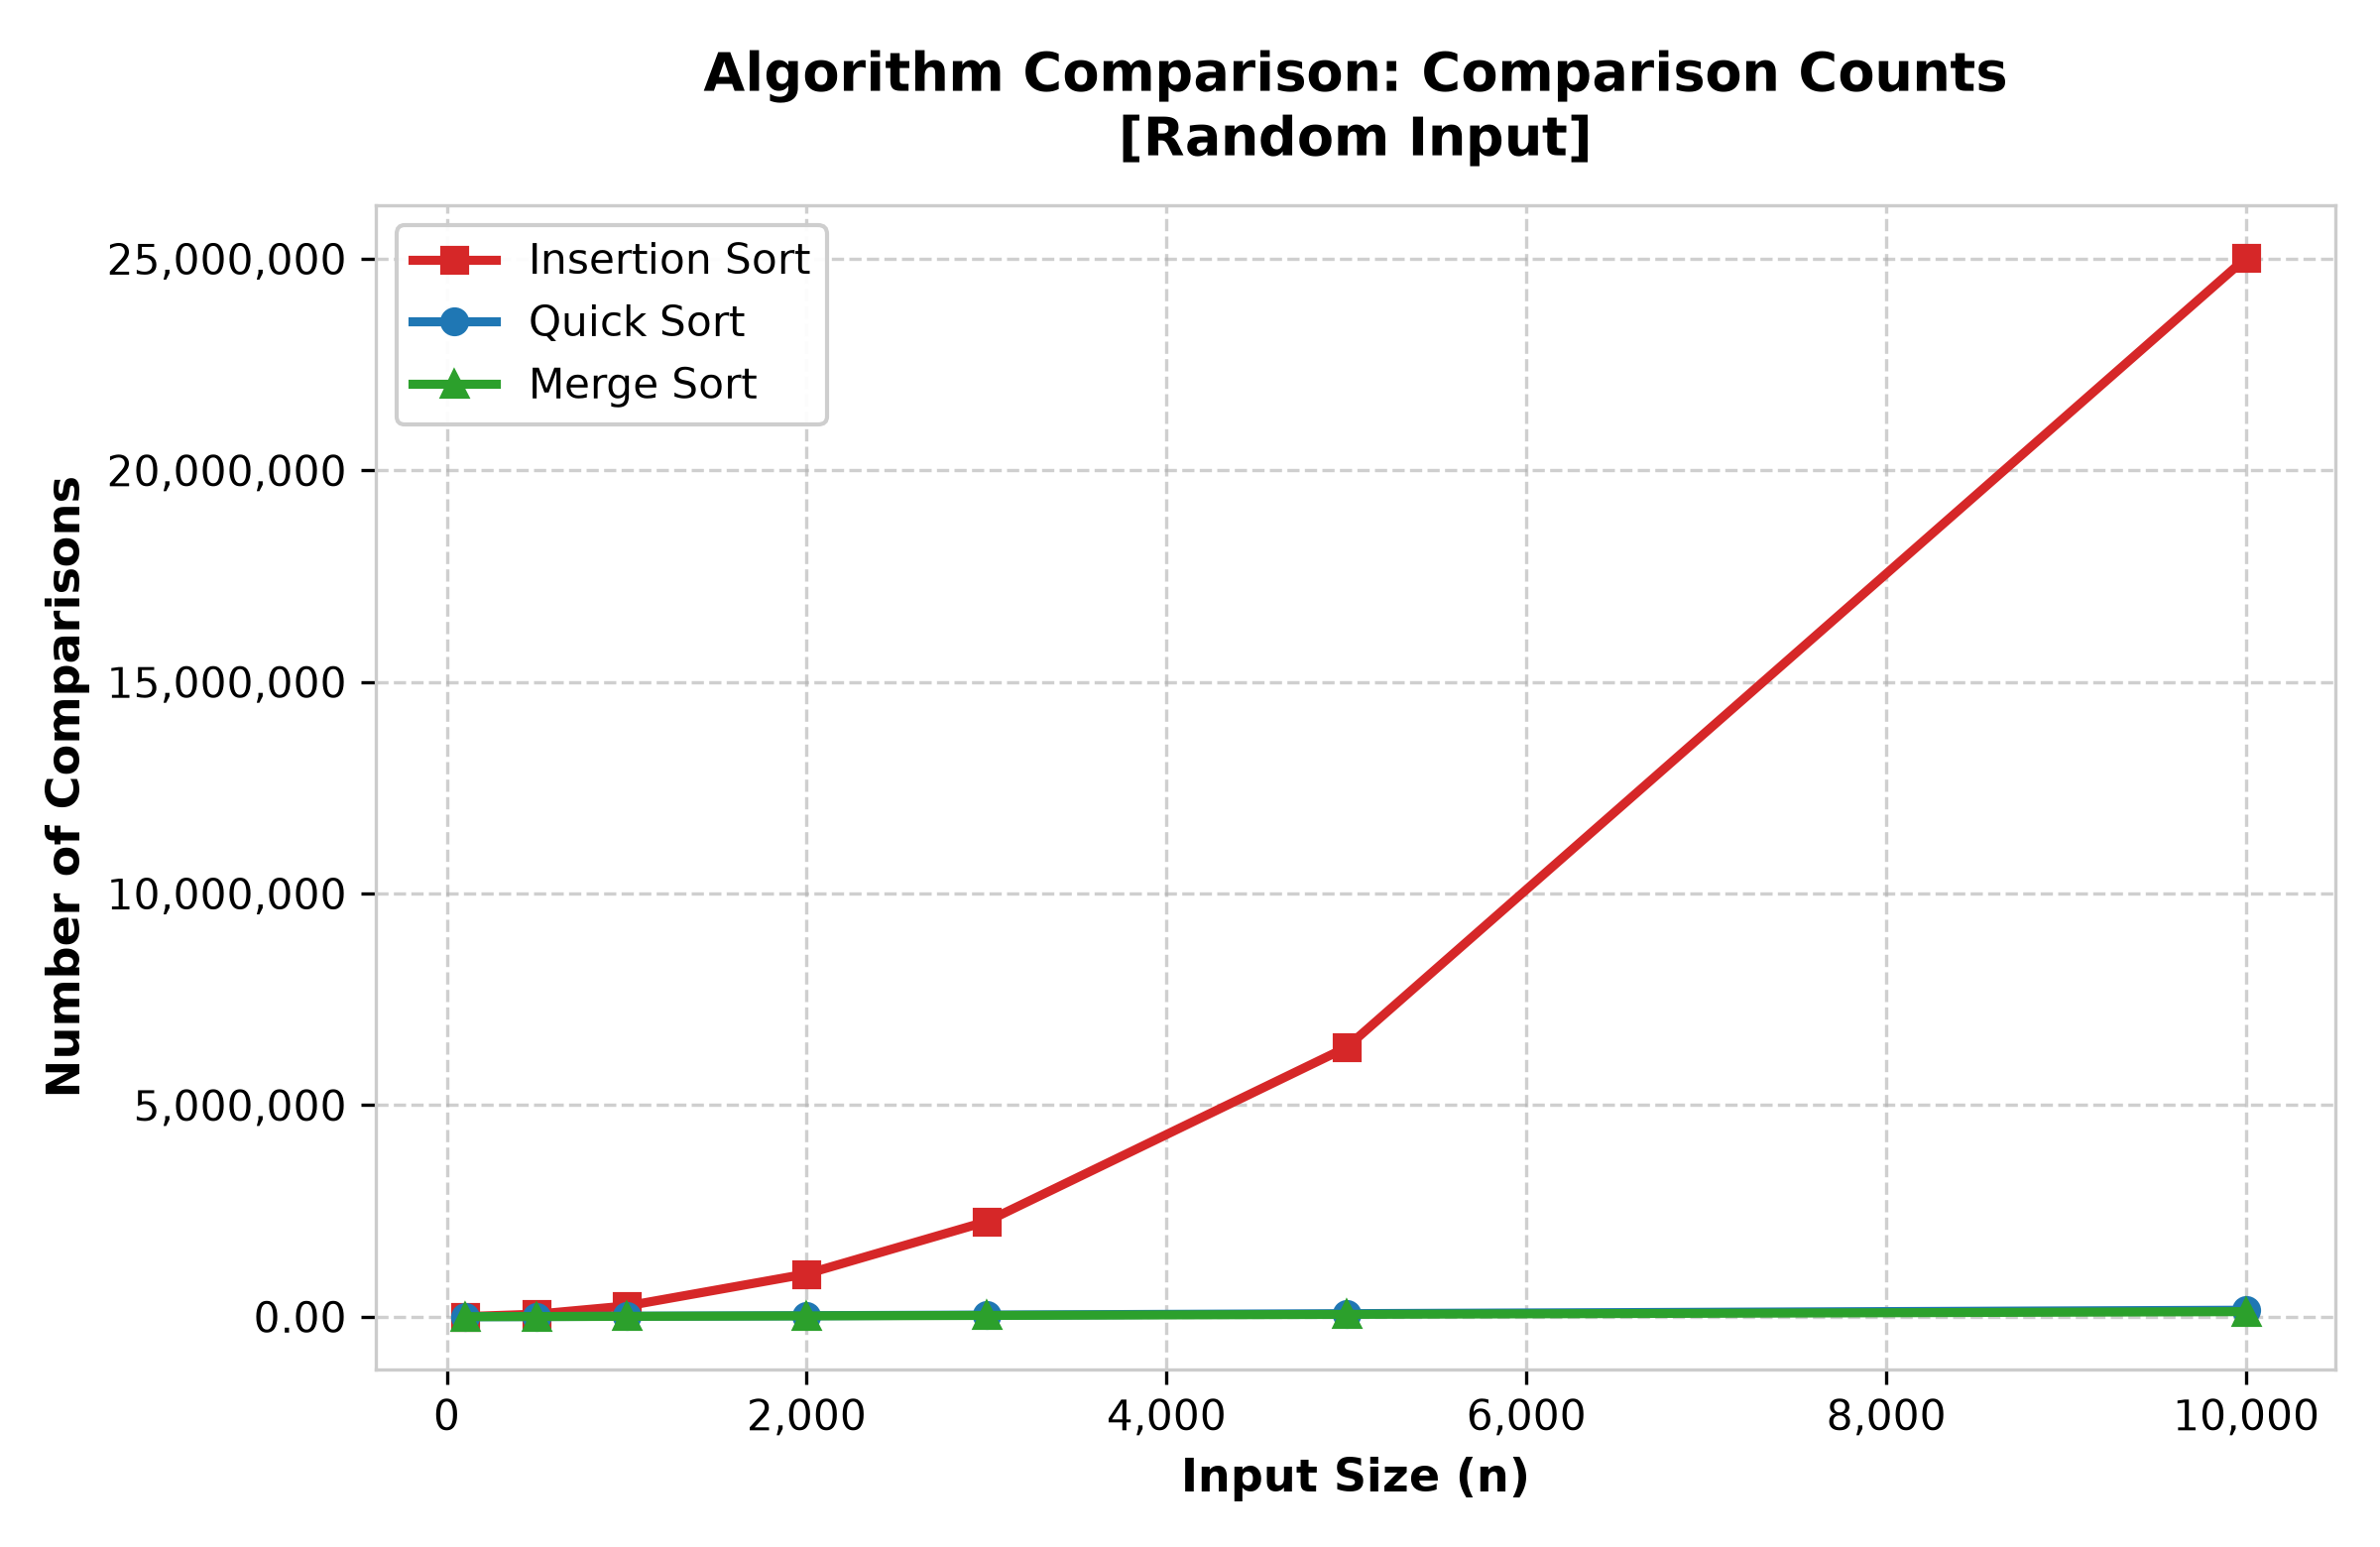 Algorithm Comparison: Comparison Counts
[Random Input]
Insertion Sort
Quick Sort
Merge Sort
Number of Comparisons
25,000,000
20,000,000
15,000,000
10,000,000
5,000,000
0.00
0
2,000
4,000
6,000
8,000
10,000
Input Size (n)